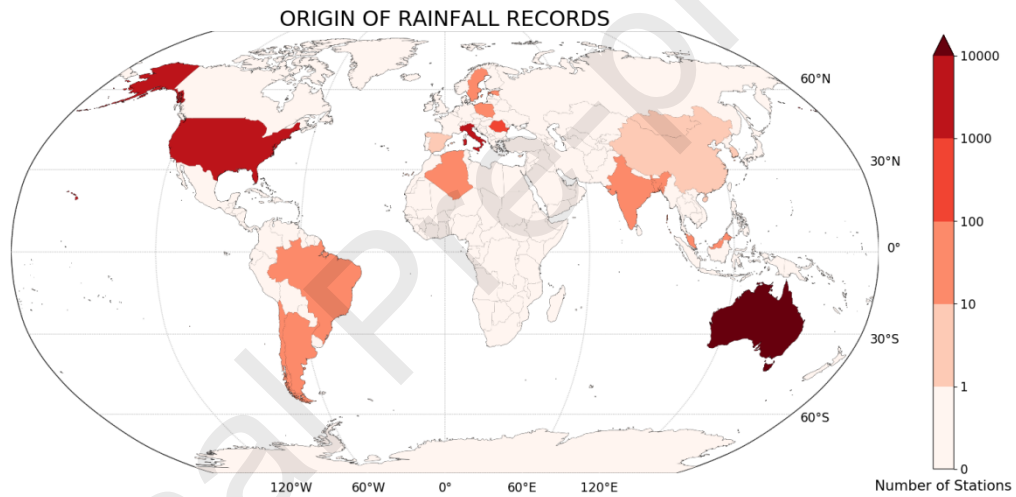 ORIGIN OF RAINFALL RECORDS
60°N
30°N
0°
30°S
60°S
120°W 60°W 0° 60°E 120°E
10000
1000
100
10
1
0
Number of Stations